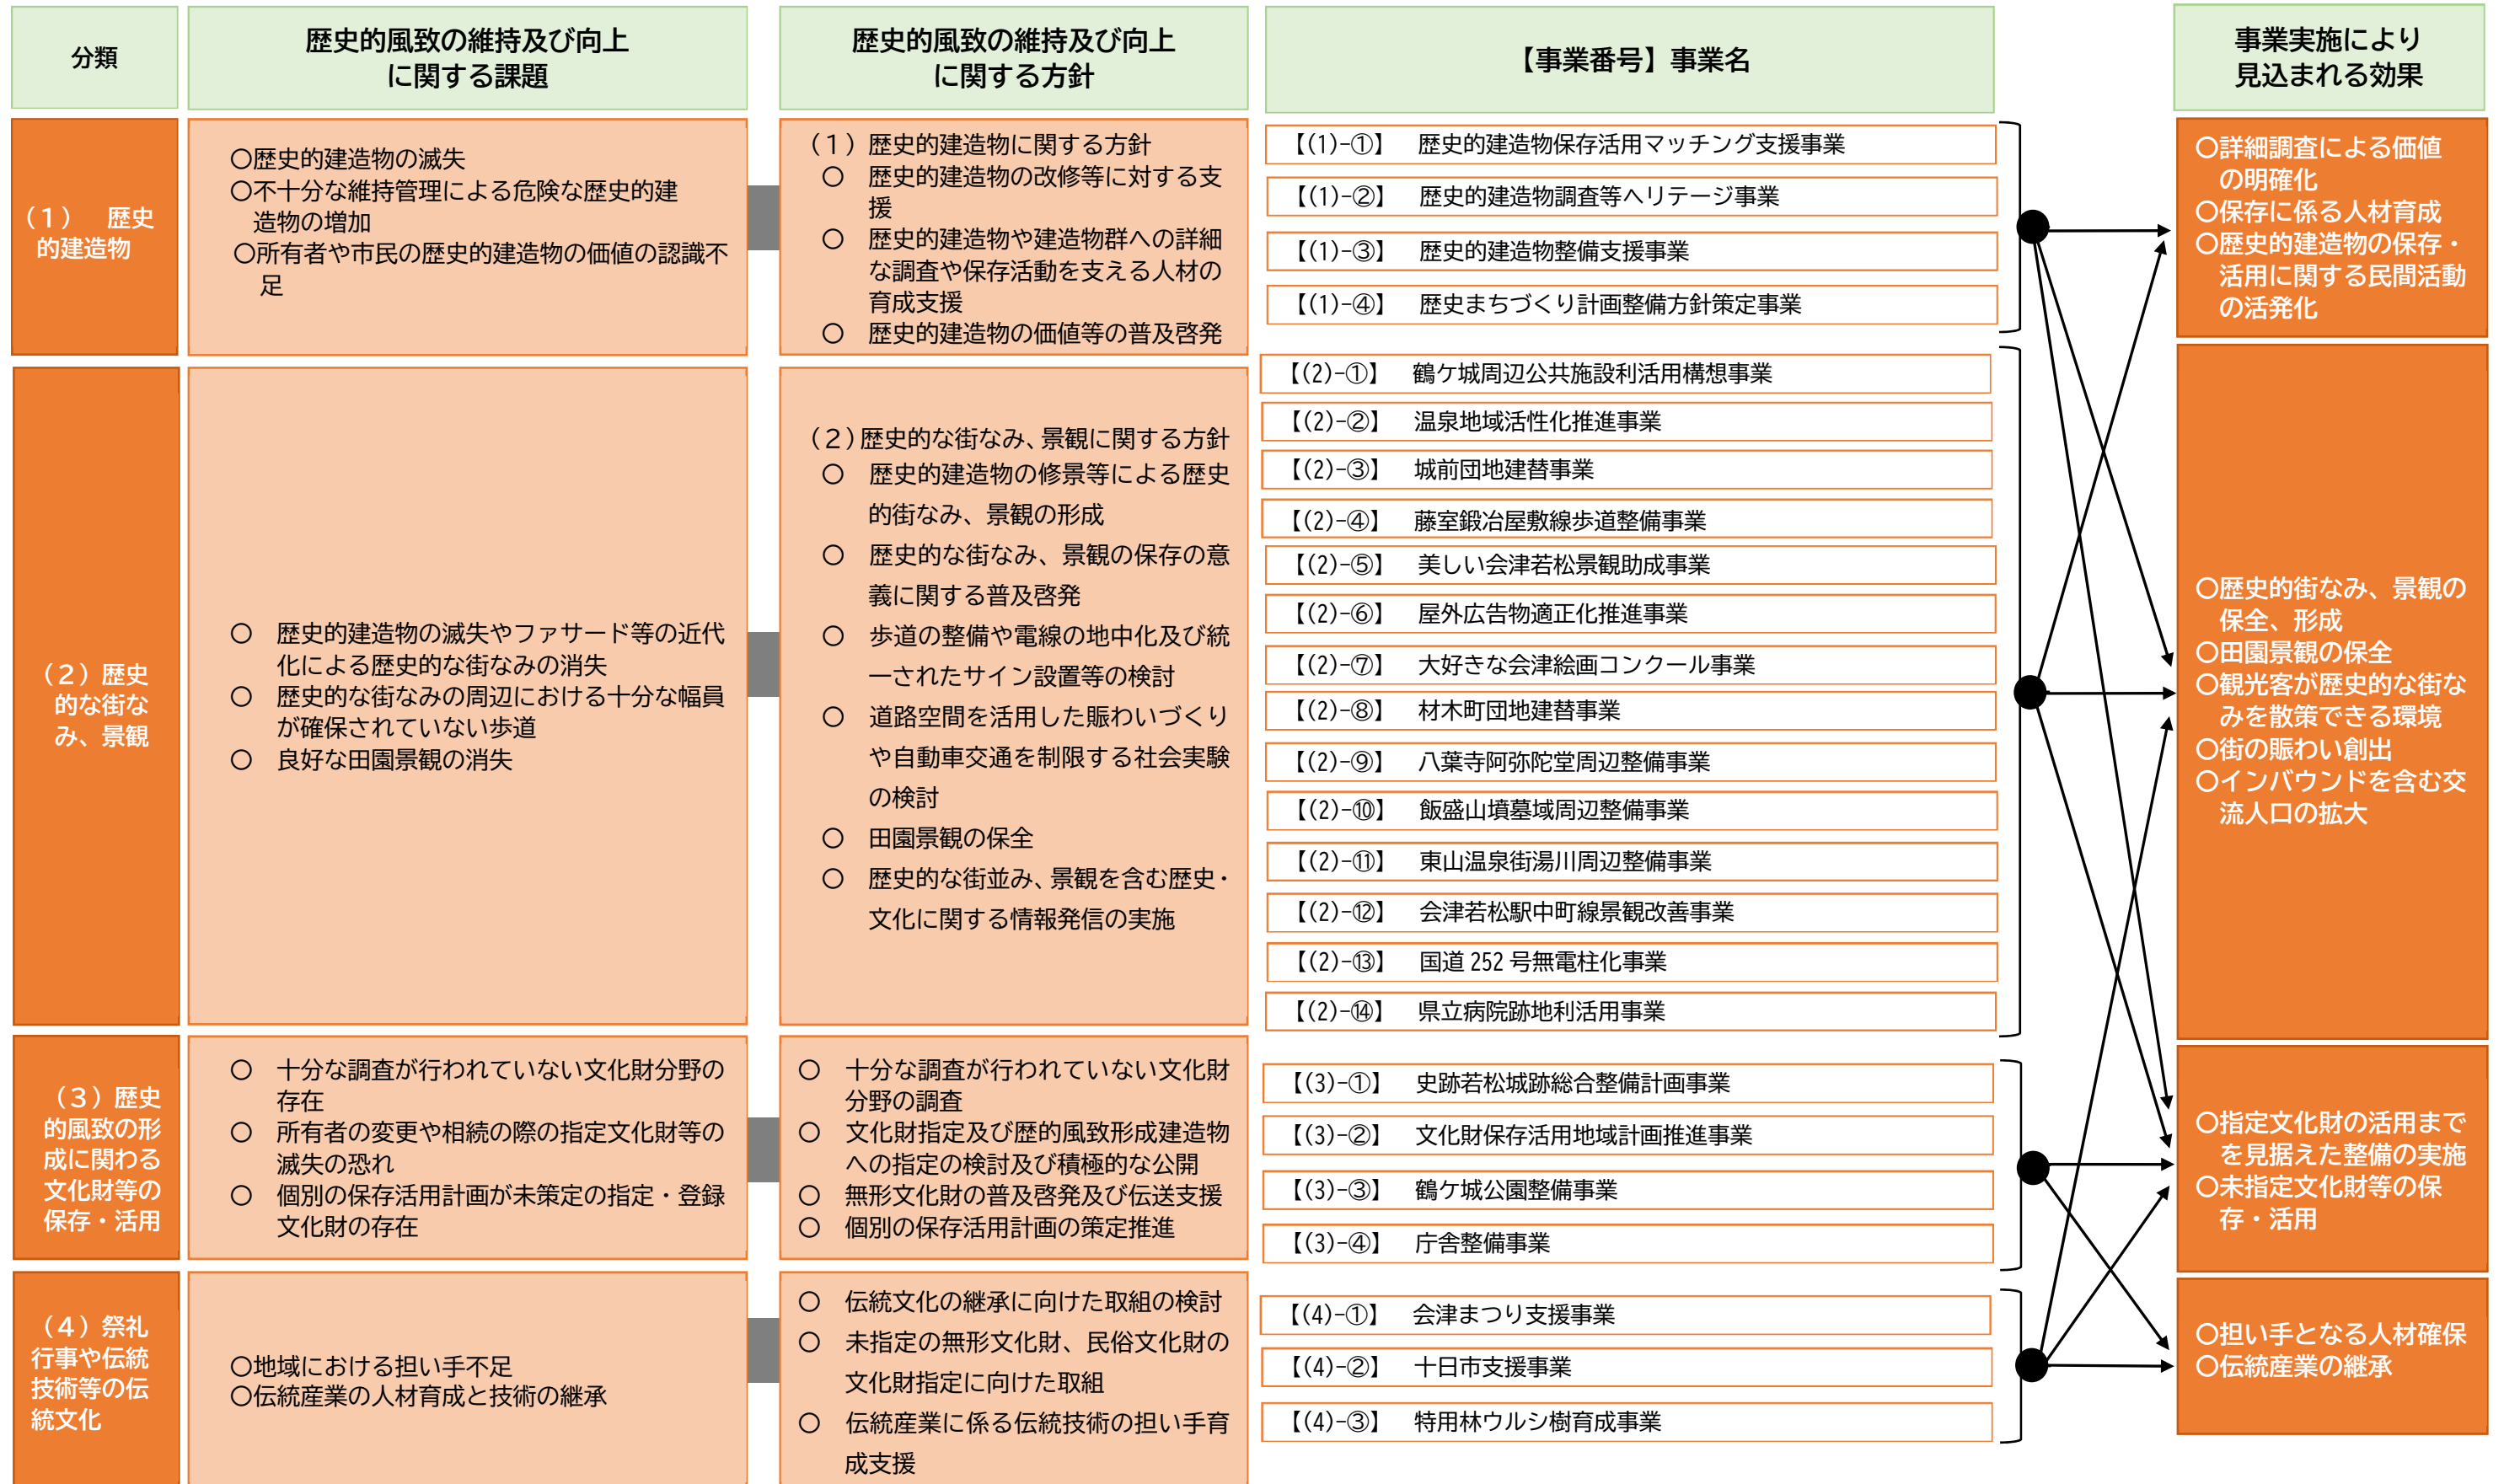 分類
歴史的風致の維持及び向上
に関する課題
歴史的風致の維持及び向上
に関する方針
【事業番号】事業名
事業実施により
見込まれる効果
（１）　歴史
的建造物
〇歴史的建造物の滅失
〇不十分な維持管理による危険な歴史的建
造物の増加
〇所有者や市民の歴史的建造物の価値の認識不
足
（１）歴史的建造物に関する方針
〇　歴史的建造物の改修等に対する支
援
〇　歴史的建造物や建造物群への詳細
な調査や保存活動を支える人材の
育成支援
〇　歴史的建造物の価値等の普及啓発
【(1)-①】　歴史的建造物保存活用マッチング支援事業
【(1)-②】　歴史的建造物調査等ヘリテージ事業
【(1)-③】　歴史的建造物整備支援事業
【(1)-④】　歴史まちづくり計画整備方針策定事業
〇詳細調査による価値
の明確化
〇保存に係る人材育成
〇歴史的建造物の保存・
活用に関する民間活動
の活発化
（２）歴史
的な街な
み、景観
〇　歴史的建造物の滅失やファサード等の近代
化による歴史的な街なみの消失
〇　歴史的な街なみの周辺における十分な幅員
が確保されていない歩道
〇　良好な田園景観の消失
（２）歴史的な街なみ、景観に関する方針
〇　歴史的建造物の修景等による歴史
的街なみ、景観の形成
〇　歴史的な街なみ、景観の保存の意
義に関する普及啓発
〇　歩道の整備や電線の地中化及び統
一されたサイン設置等の検討
〇　道路空間を活用した賑わいづくり
や自動車交通を制限する社会実験
の検討
〇　田園景観の保全
〇　歴史的な街並み、景観を含む歴史・
文化に関する情報発信の実施
【(2)-①】　鶴ケ城周辺公共施設利活用構想事業
【(2)-②】　温泉地域活性化推進事業
【(2)-③】　城前団地建替事業
【(2)-④】　藤室鍛冶屋敷線歩道整備事業
【(2)-⑤】　美しい会津若松景観助成事業
【(2)-⑥】　屋外広告物適正化推進事業
【(2)-⑦】　大好きな会津絵画コンクール事業
【(2)-⑧】　材木町団地建替事業
【(2)-⑨】　八葉寺阿弥陀堂周辺整備事業
【(2)-⑩】　飯盛山墳墓域周辺整備事業
【(2)-⑪】　東山温泉街湯川周辺整備事業
【(2)-⑫】　会津若松駅中町線景観改善事業
【(2)-⑬】　国道 252 号無電柱化事業
【(2)-⑭】　県立病院跡地利活用事業
〇歴史的街なみ、景観の
保全、形成
〇田園景観の保全
〇観光客が歴史的な街な
みを散策できる環境
〇街の賑わい創出
〇インバウンドを含む交
流人口の拡大
（３）歴史
的風致の形
成に関わる
文化財等の
保存・活用
〇　十分な調査が行われていない文化財分野の
存在
〇　所有者の変更や相続の際の指定文化財等の
滅失の恐れ
〇　個別の保存活用計画が未策定の指定・登録
文化財の存在
〇　十分な調査が行われていない文化財
分野の調査
〇　文化財指定及び歴的風致形成建造物
への指定の検討及び積極的な公開
〇　無形文化財の普及啓発及び伝送支援
〇　個別の保存活用計画の策定推進
【(3)-①】　史跡若松城跡総合整備計画事業
【(3)-②】　文化財保存活用地域計画推進事業
【(3)-③】　鶴ケ城公園整備事業
【(3)-④】　庁舎整備事業
〇指定文化財の活用まで
を見据えた整備の実施
〇未指定文化財等の保
存・活用
（４）祭礼
行事や伝統
技術等の伝
統文化
〇地域における担い手不足
〇伝統産業の人材育成と技術の継承
〇　伝統文化の継承に向けた取組の検討
〇　未指定の無形文化財、民俗文化財の
文化財指定に向けた取組
〇　伝統産業に係る伝統技術の担い手育
成支援
【(4)-①】　会津まつり支援事業
【(4)-②】　十日市支援事業
【(4)-③】　特用林ウルシ樹育成事業
〇担い手となる人材確保
〇伝統産業の継承